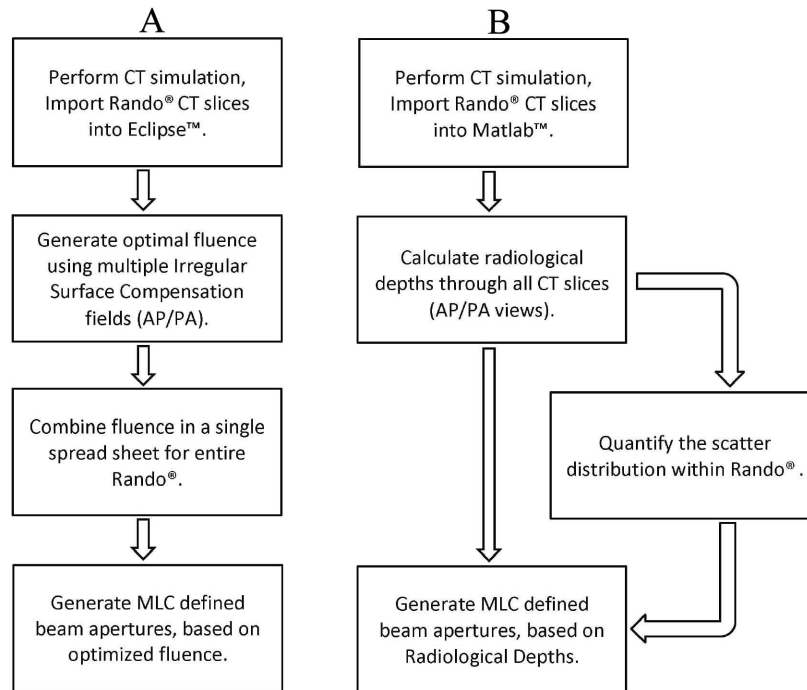 A
Perform CT simulation,
Import Rando® CT slices
into Eclipse™.
Generate optimal fluence
using multiple Irregular
Surface Compensation
fields (AP/PA).
Combine fluence in a single
spread sheet for entire
Rando®.
Generate MLC defined
beam apertures, based on
optimized fluence.
B
Perform CT simulation,
Import Rando® CT slices
into Matlab™.
Calculate radiological
depths through all CT slices
(AP/PA views).
Quantify the scatter
distribution within Rando® .
Generate MLC defined
beam apertures, based on
Radiological Depths.